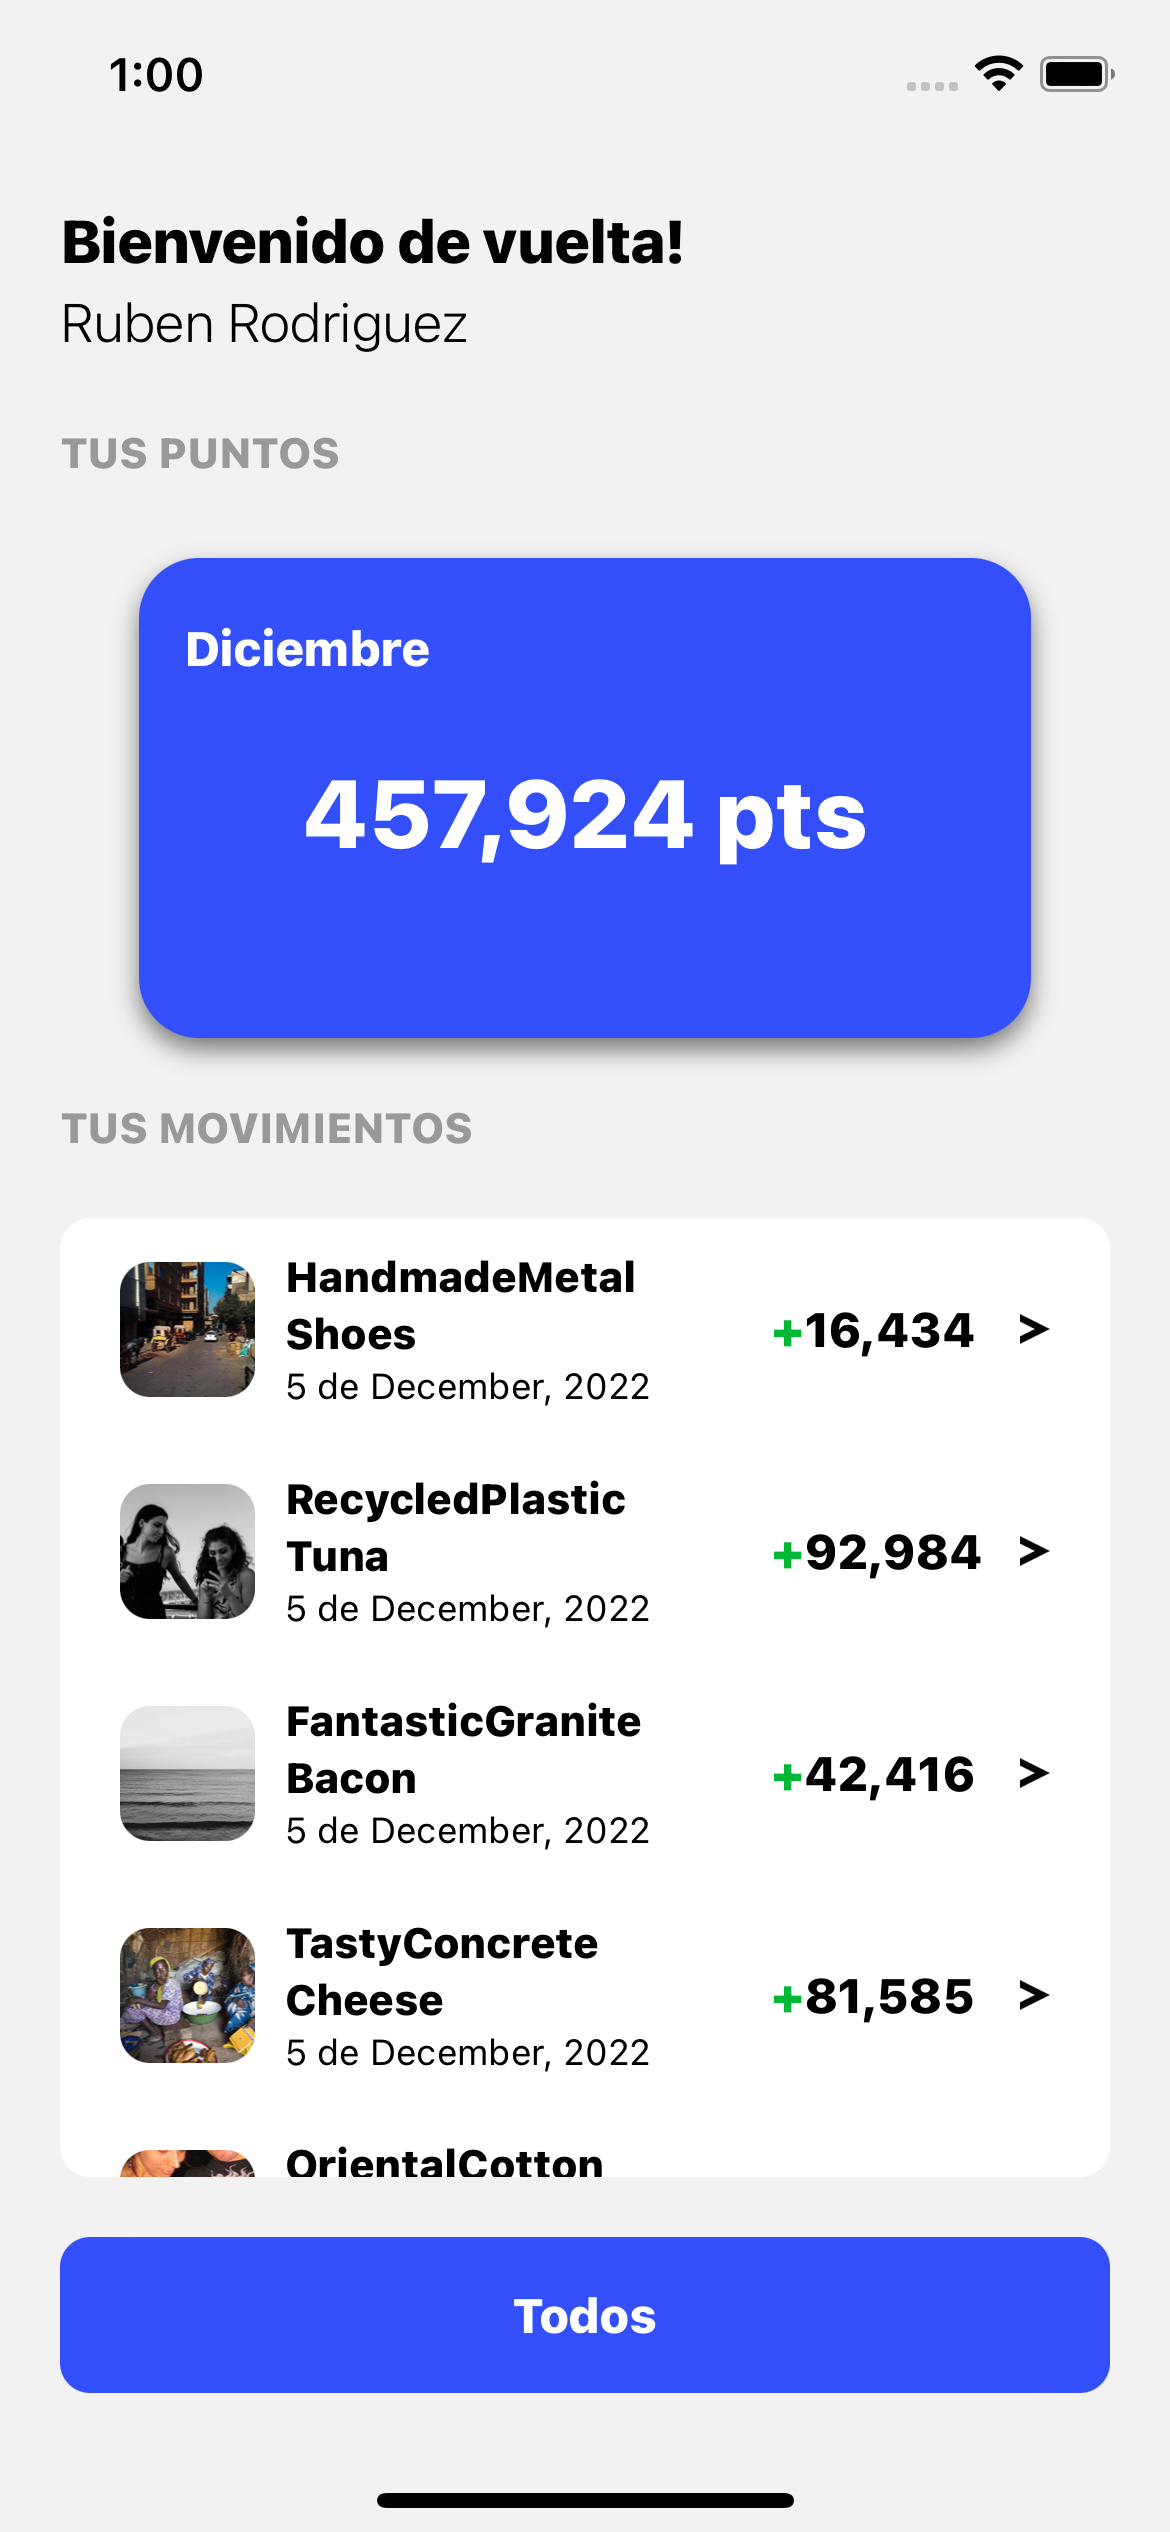 1:00
Bienvenido de vuelta!
Ruben Rodriguez
TUS PUNTOS
Diciembre
457,924 pts
TUS MOVIMIENTOS
HandmadeMetal
Shoes
5 de December, 2022
+16,434 >
RecycledPlastic
Tuna
5 de December, 2022
+92,984 >
FantasticGranite
Bacon
5 de December, 2022
+42,416 >
TastyConcrete
Cheese
5 de December, 2022
+81,585 >
OrientalCotton
Todos